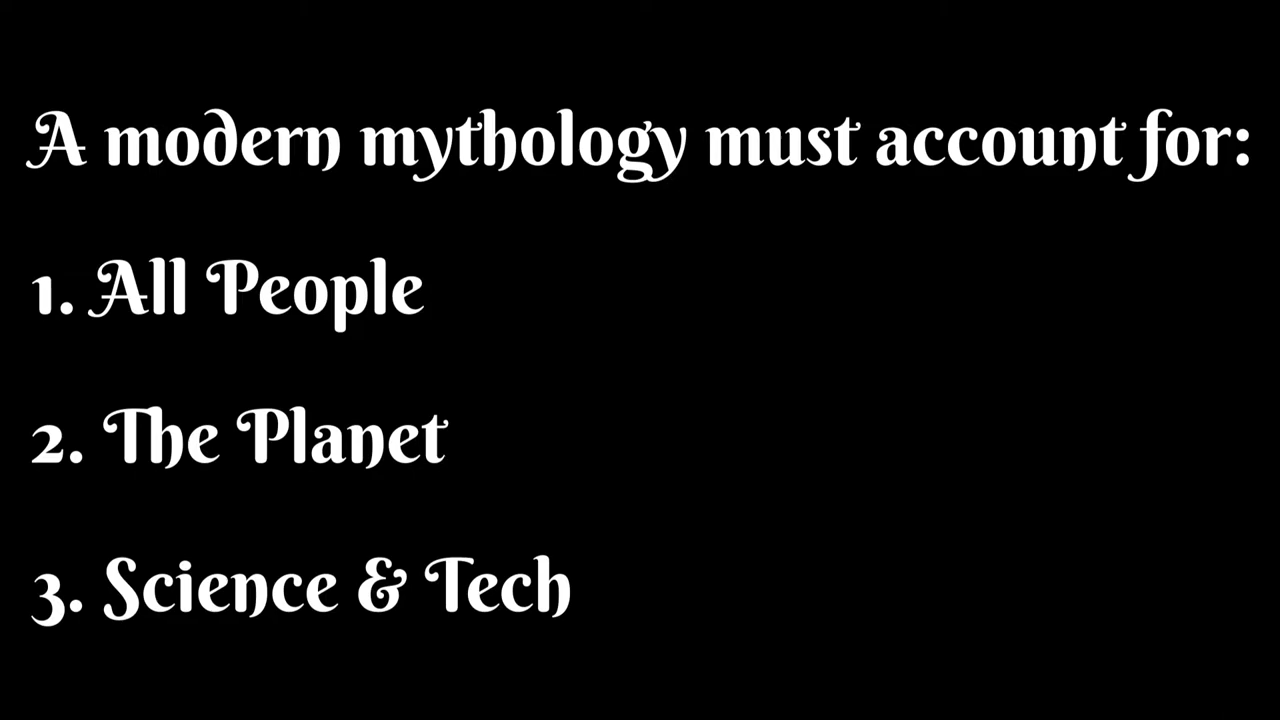 A modern mythology must account for:
1. All People
2. The Planet
3. Science & Tech